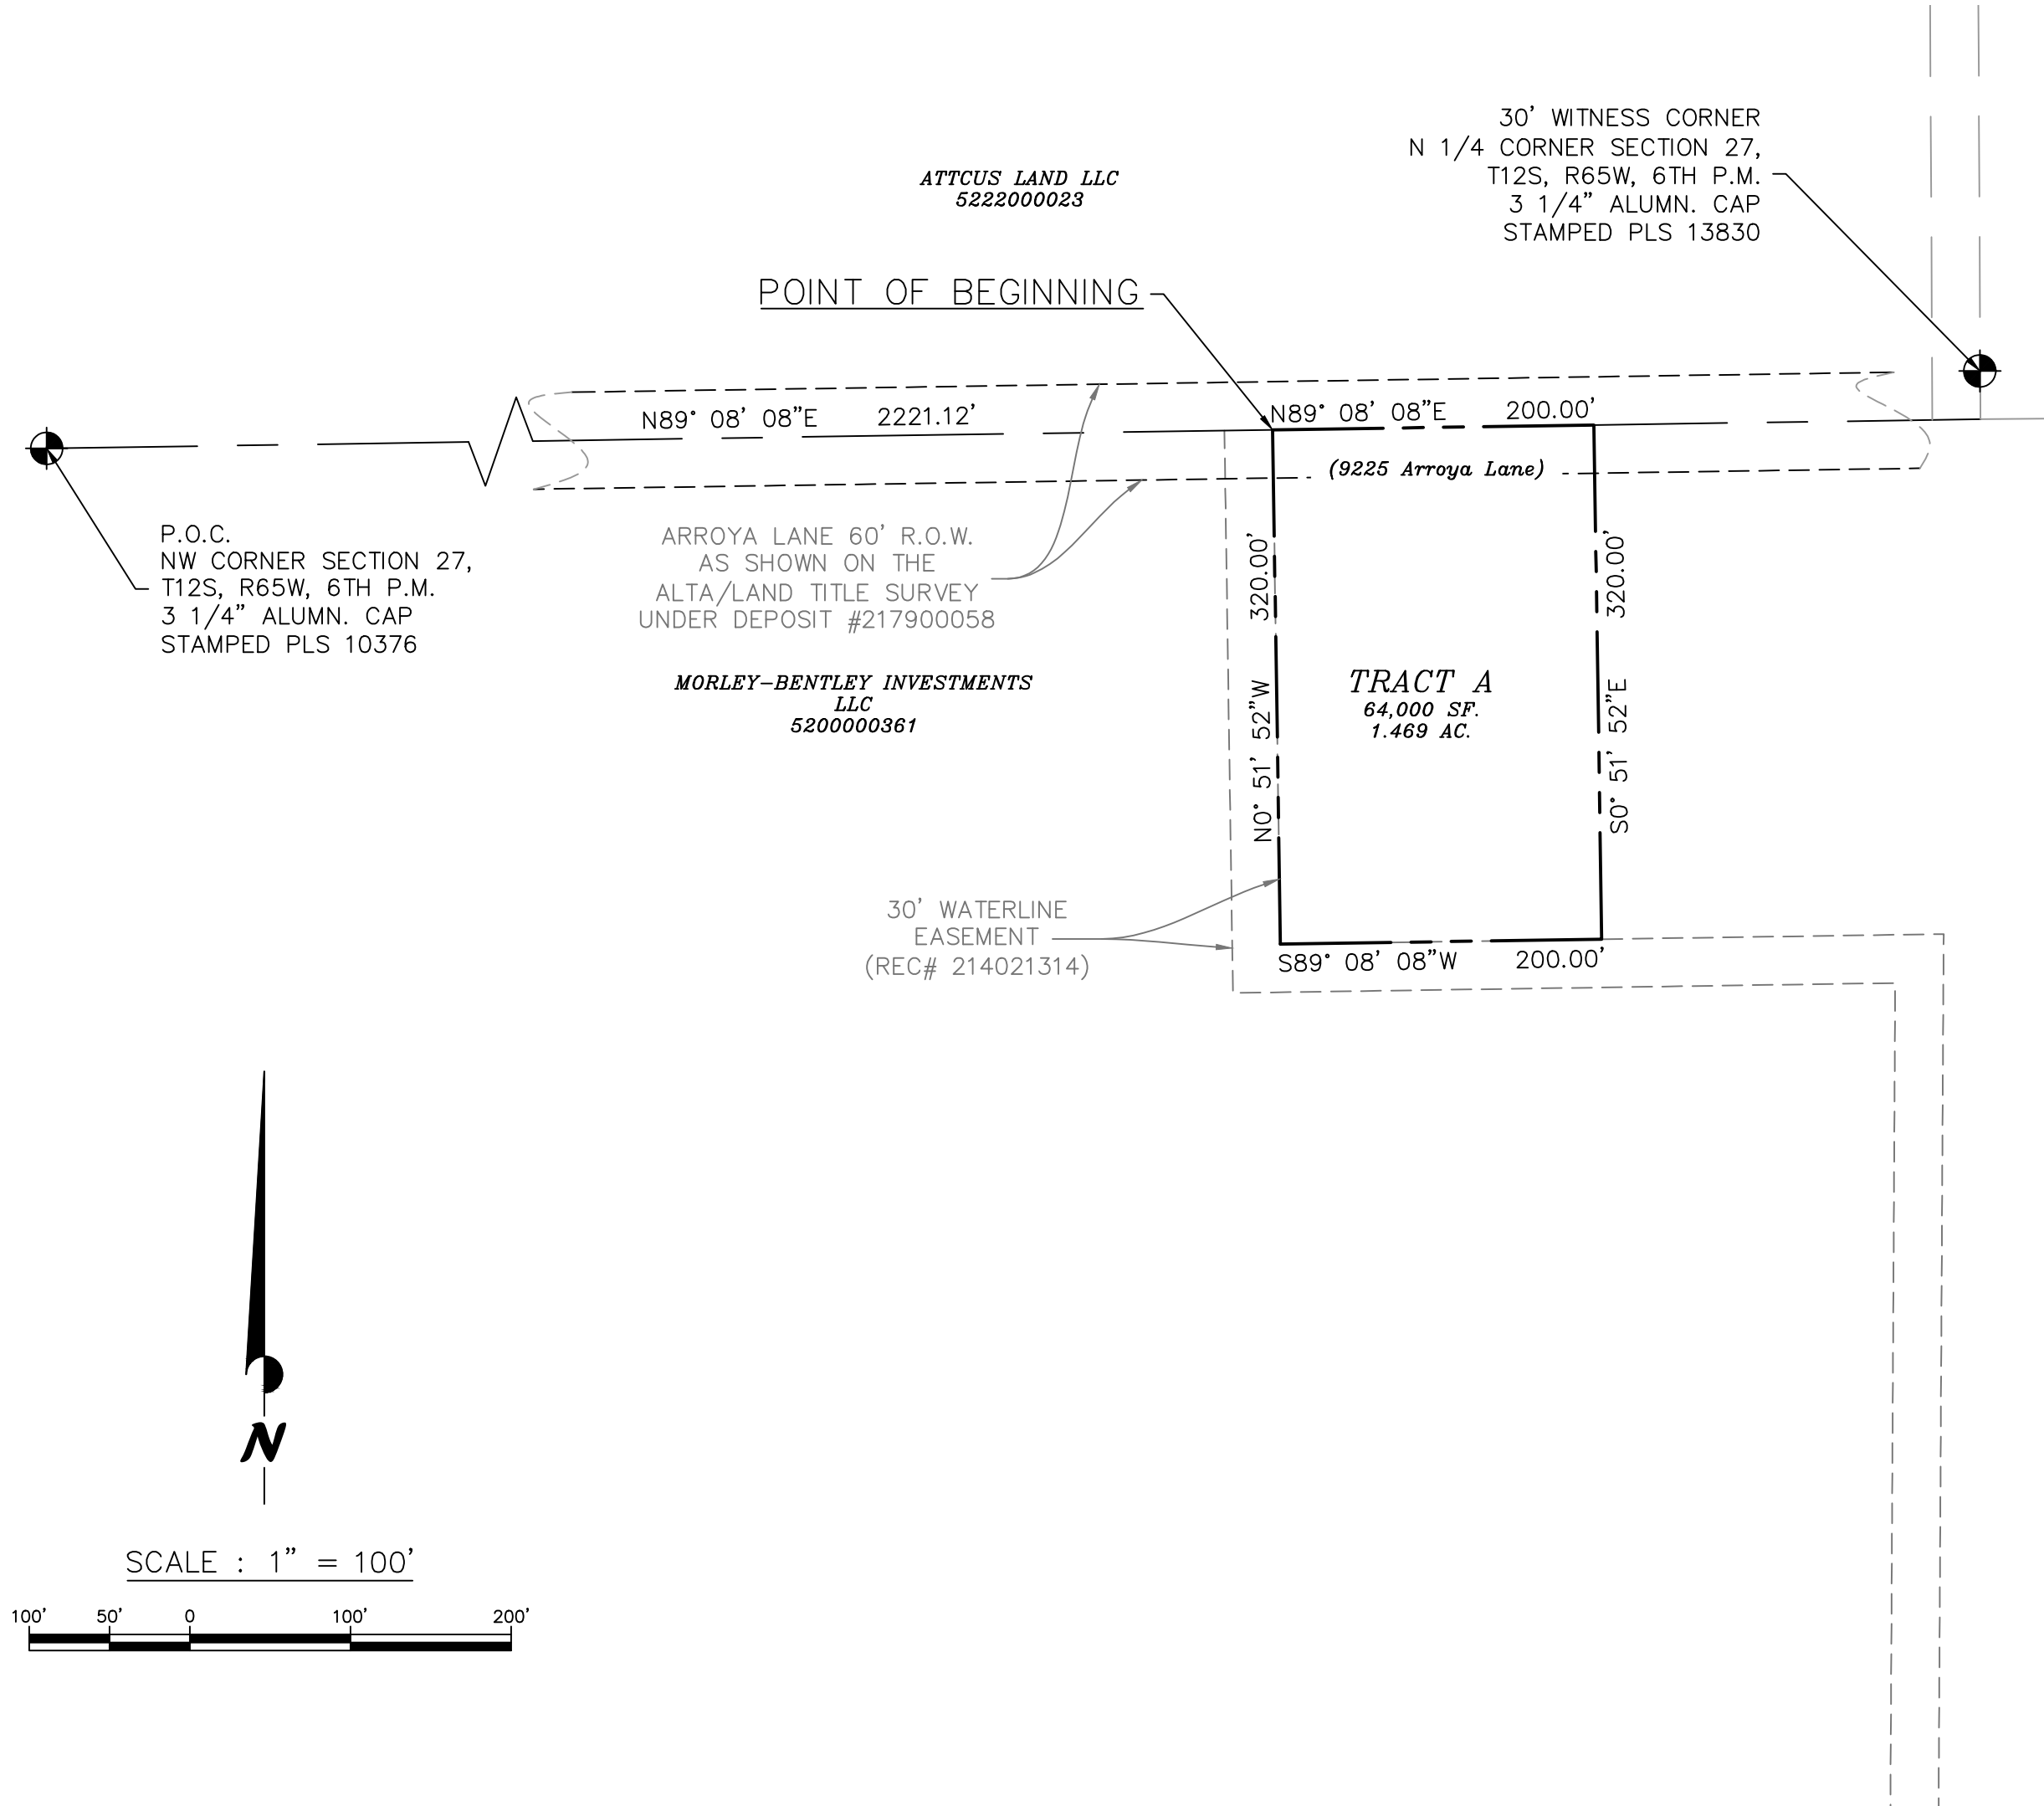 30' WITNESS CORNER
N 1/4 CORNER SECTION 27,
T12S, R65W, 6TH P.M.
3 1/4" ALUMN. CAP
STAMPED PLS 13830
ATTCUS LAND LLC
5222000023
POINT OF BEGINNING
N89° 08' 08"E 2221.12'
N89° 08' 08"E 200.00'
(9225 Arroya Lane)
P.O.C.
NW CORNER SECTION 27,
T12S, R65W, 6TH P.M.
3 1/4" ALUMN. CAP
STAMPED PLS 10376
ARROYA LANE 60' R.O.W.
AS SHOWN ON THE
ALTA/LAND TITLE SURVEY
UNDER DEPOSIT #217900058
MORLEY-BENTLEY INVESTMENTS
LLC
5200000361
N0° 51' 52"W 320.00'
TRACT A
64,000 SF.
1.469 AC.
S0° 51' 52"E 320.00'
30' WATERLINE
EASEMENT
(REC# 214021314)
S89° 08' 08"W 200.00'
N
SCALE : 1" = 100'
100' 50' 0 100' 200'